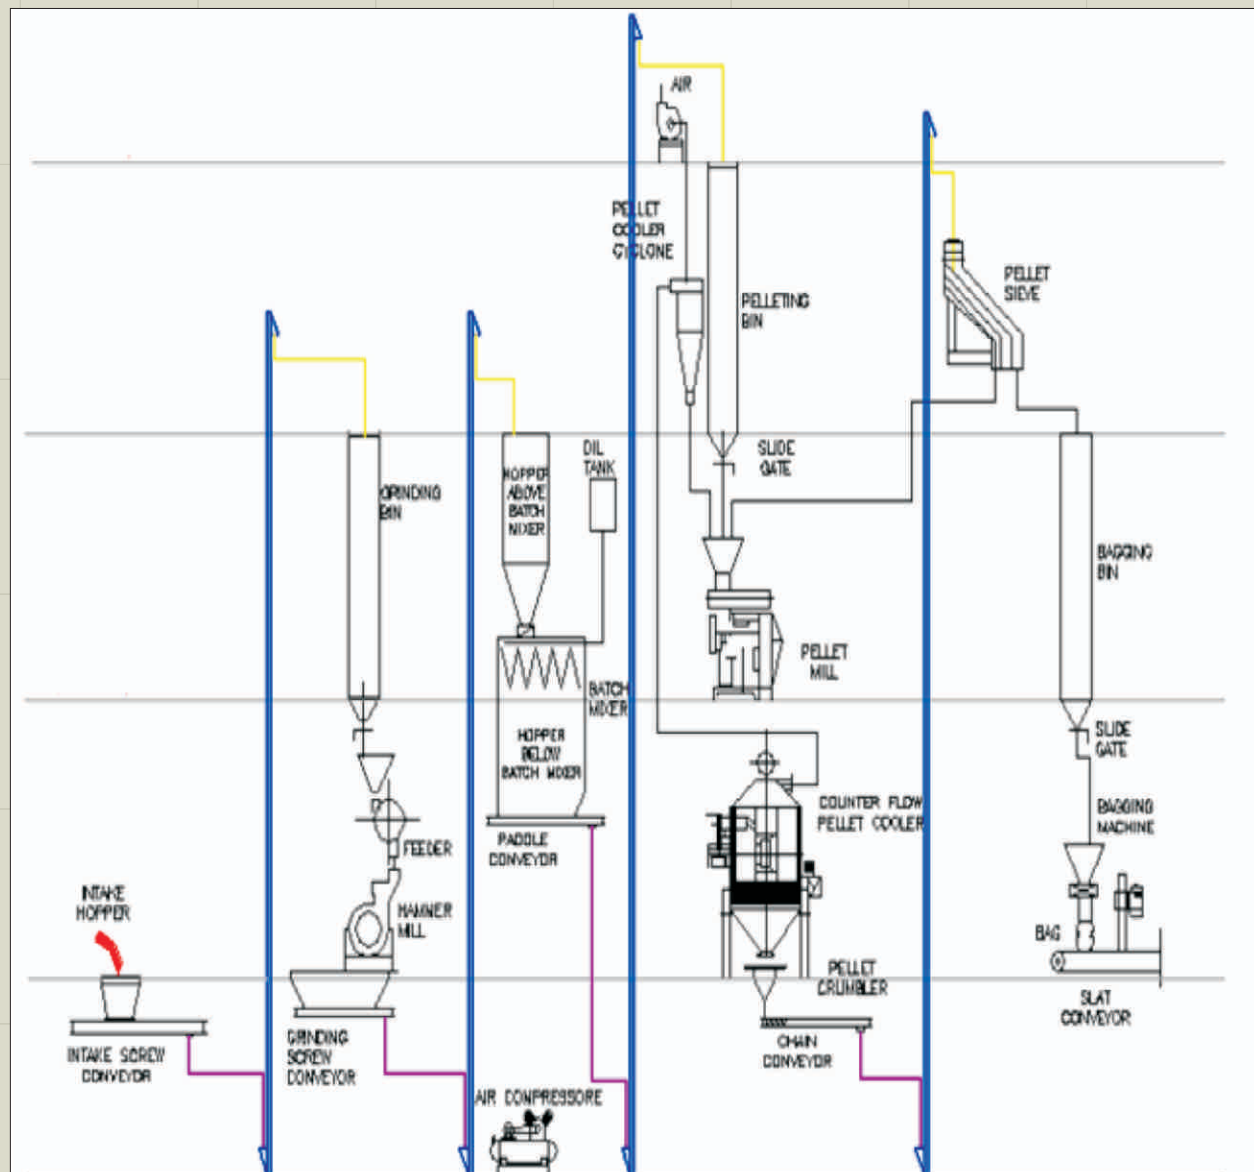 AIR
PELLET
COOLER
CYCLONE
PELLETING
BIN
PELLET
SIEVE
SLIDE
GATE
OIL
TANK
HOPPER
ABOVE
BATCH
MIXER
GRINDING
BIN
BAGGING
BIN
PELLET
MILL
BATCH
MIXER
HOPPER
BELOW
BATCH MIXER
SLIDE
GATE
COUNTER FLOW
PELLET COOLER
BAGGING
MACHINE
FEEDER
PADDLE
CONVEYOR
INTAKE
HOPPER
HAMMER
MILL
BAG
PELLET
CRUMBLER
SLAT
CONVEYOR
INTAKE SCREW
CONVEYOR
GRINDING
SCREW
CONVEYOR
CHAIN
CONVEYOR
AIR COMPRESSORE